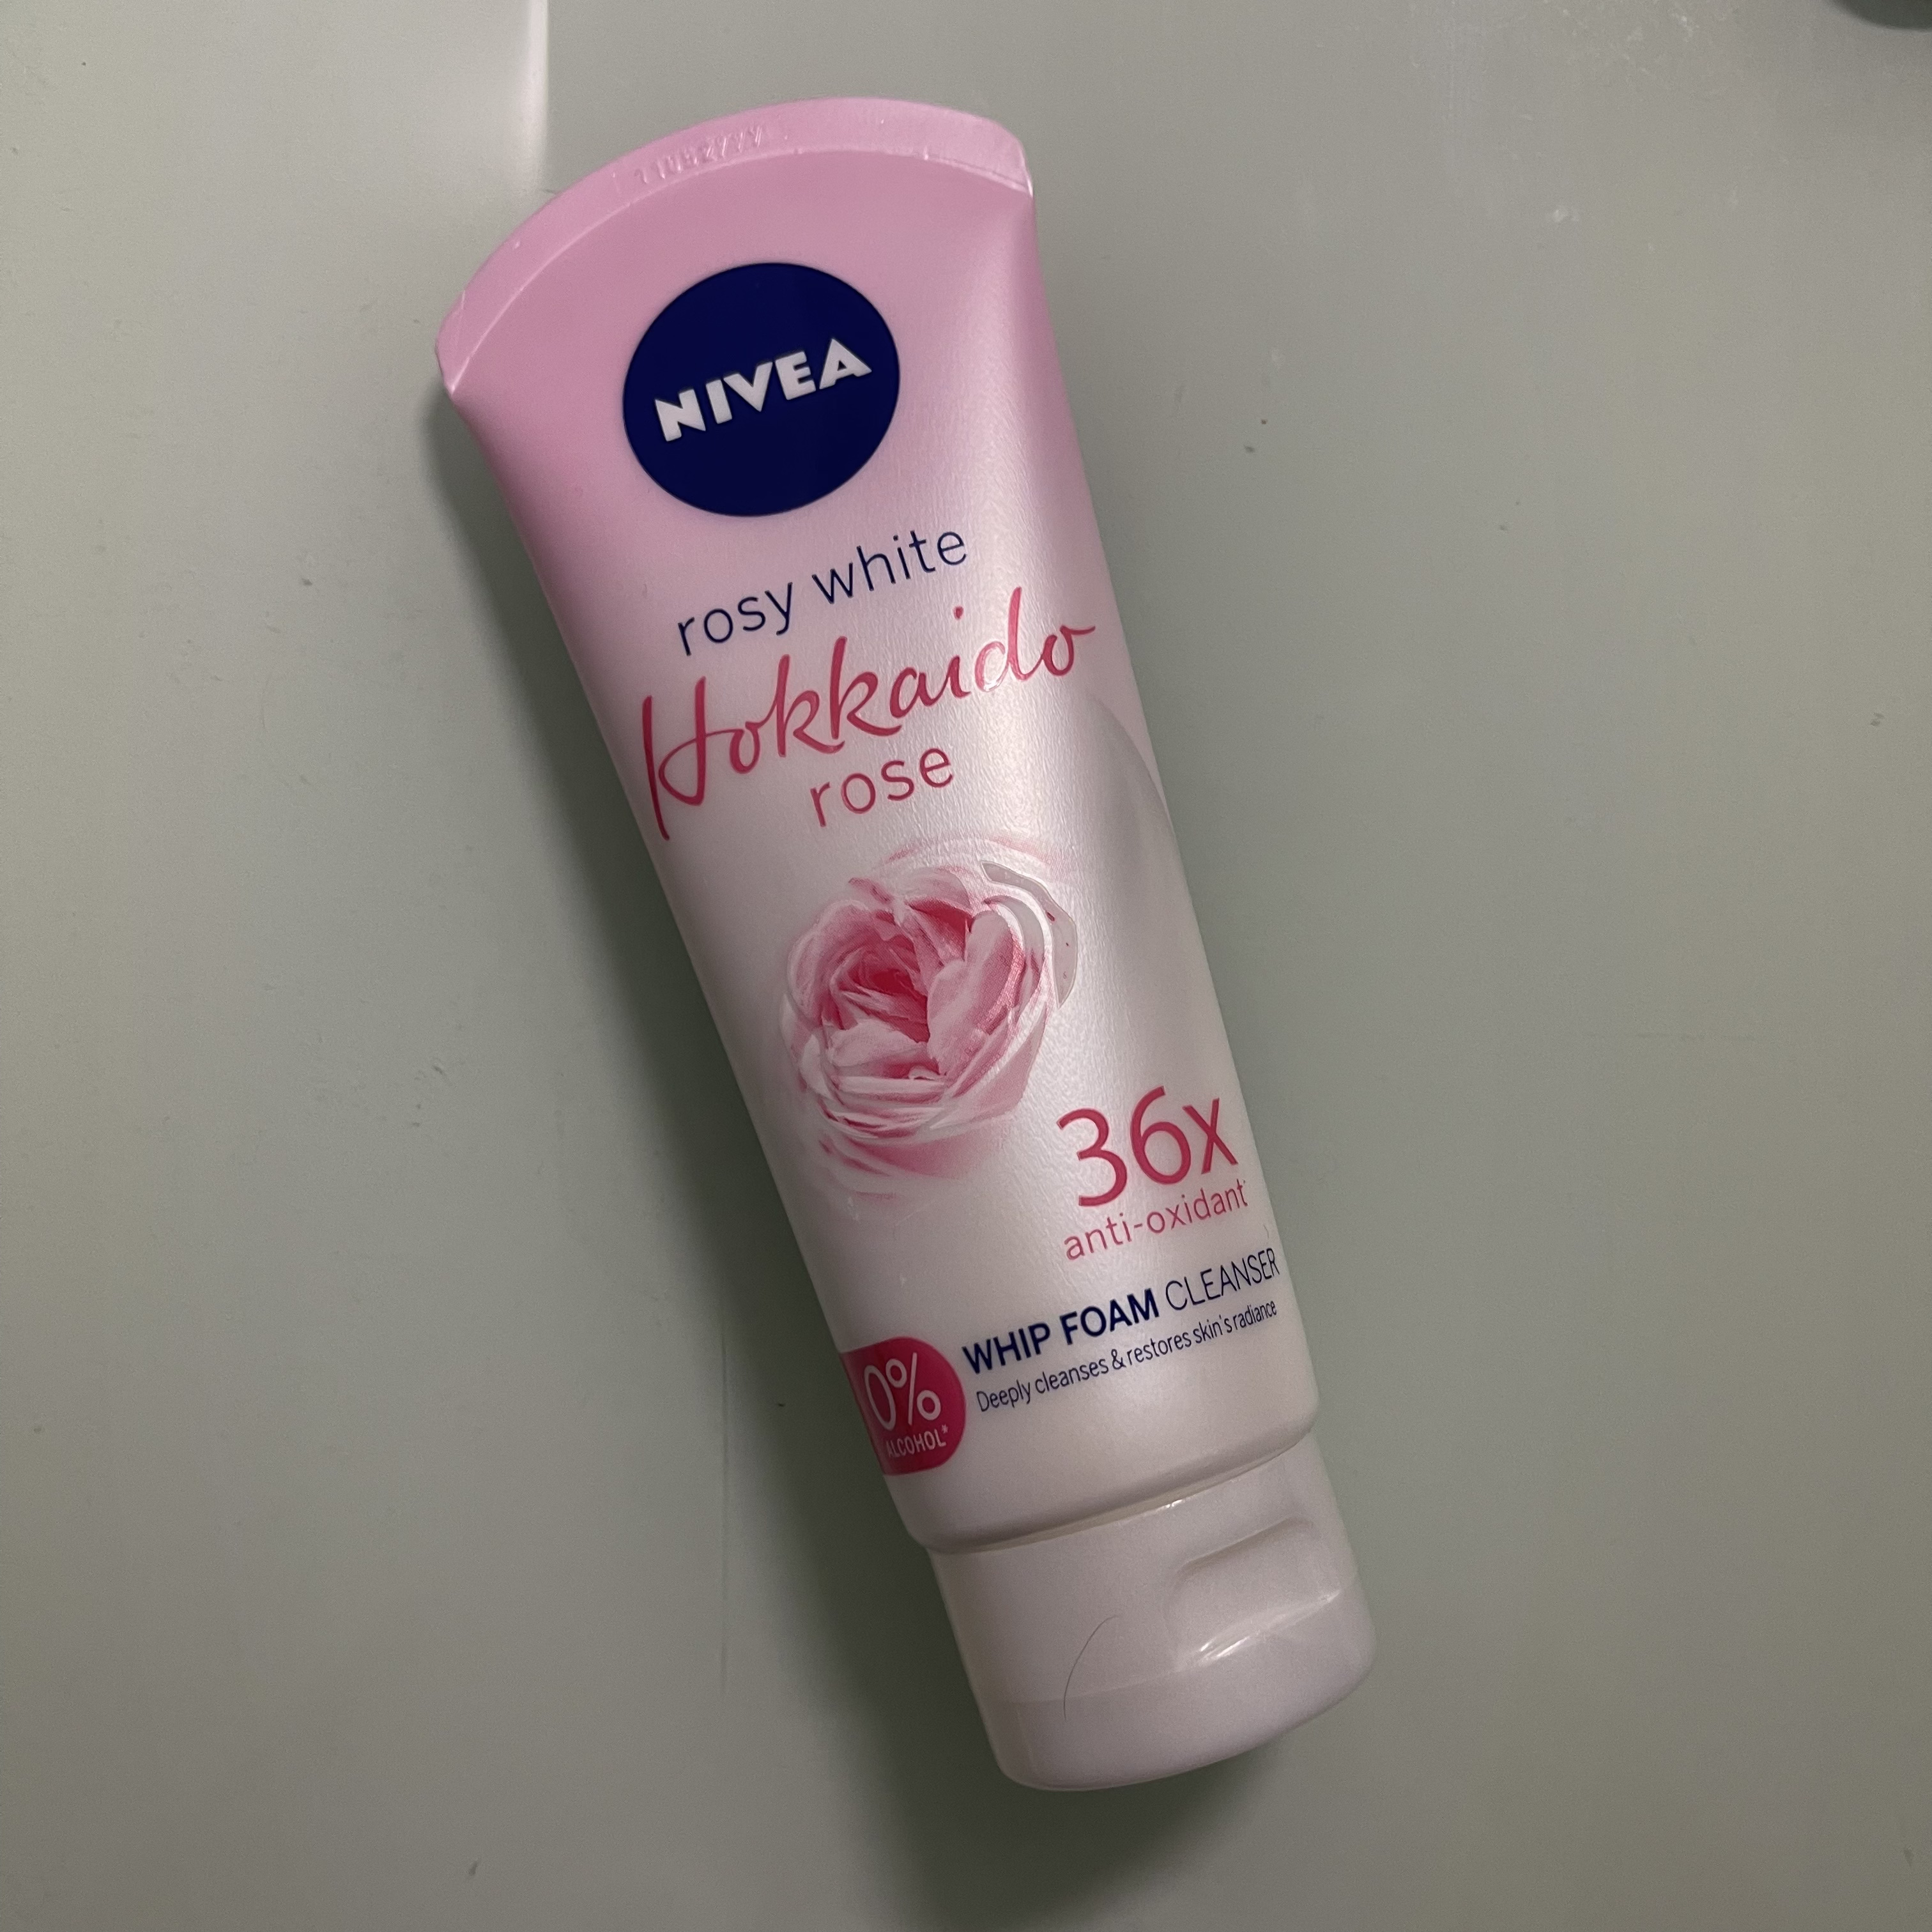 NIVEA
rosy white
Hokkaido
rose
36x
anti-oxidant
WHIP FOAM CLEANSER
Deeply cleanses & restores skin's radiance
0%
ALCOHOL*